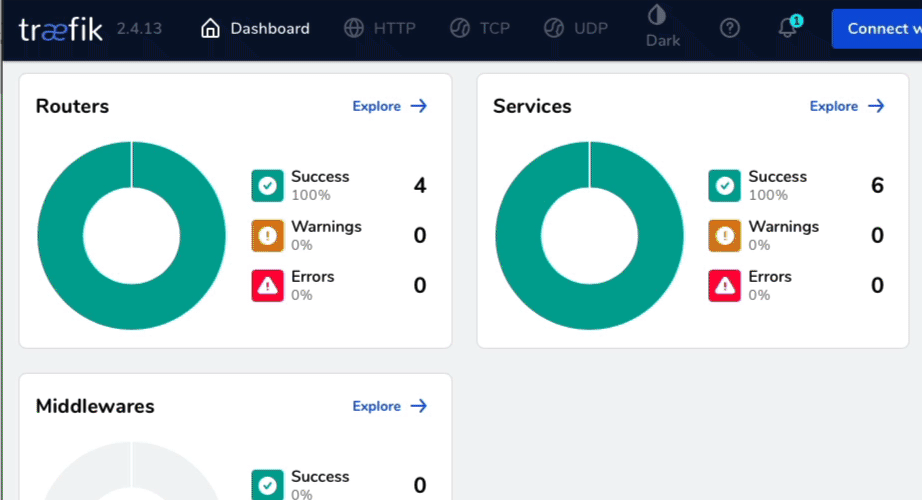 træfik 2.4.13 Dashboard HTTP TCP UDP Dark 1 Connect w
Routers Explore
Success 4
100%
Warnings 0
0%
Errors 0
0%
Services Explore
Success 6
100%
Warnings 0
0%
Errors 0
0%
Middlewares Explore
Success 0
0%